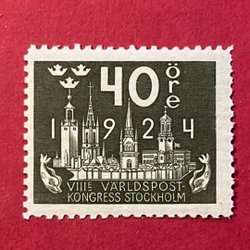 40 öre
1924
VIIIE VÄRLDSPOST-
KONGRESS STOCKHOLM